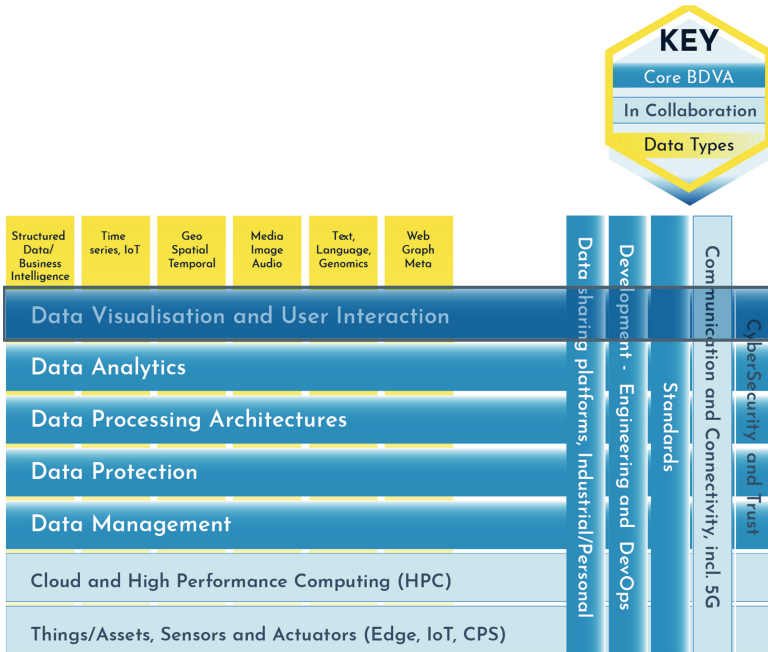 KEY
Core BDVA
In Collaboration
Data Types
Structured
Data/
Business
Intelligence
Time
series, IoT
Geo
Spatial
Temporal
Media
Image
Audio
Text,
Language,
Genomics
Web
Graph
Meta
Data Visualisation and User Interaction
Data Analytics
Data Processing Architectures
Data Protection
Data Management
Cloud and High Performance Computing (HPC)
Things/Assets, Sensors and Actuators (Edge, IoT, CPS)
Data sharing platforms, Industrial/Personal
Development - Engineering and DevOps
Standards
Communication and Connectivity, incl. 5G
CyberSecurity and Trust